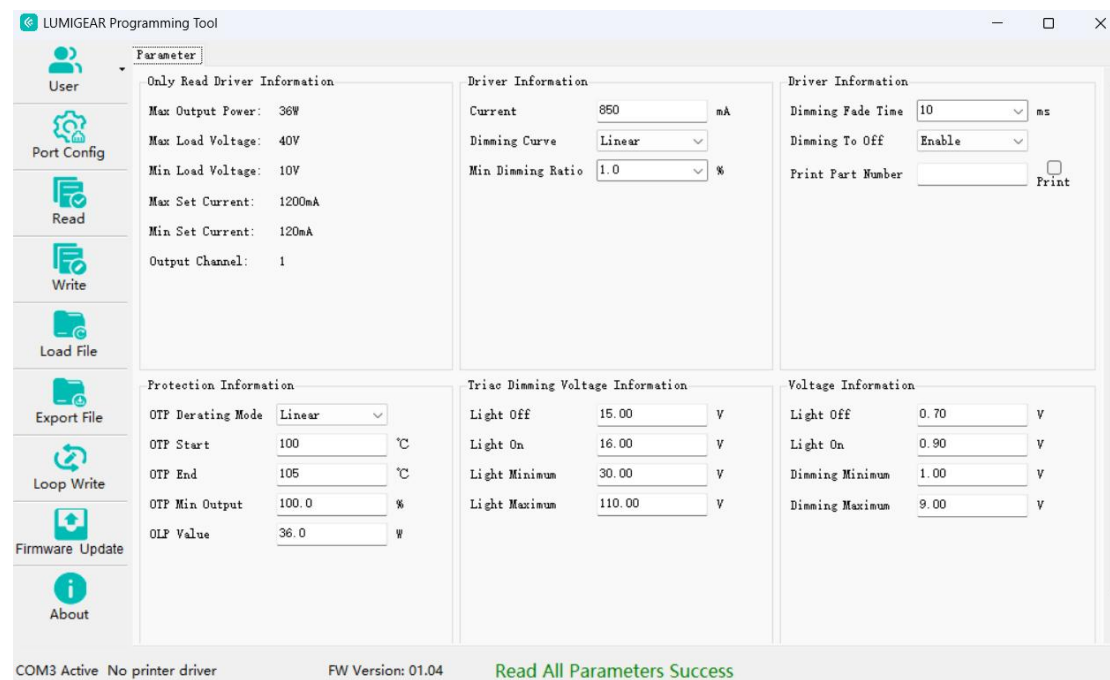 LUMIGEAR Programming Tool
User
Port Config
Read
Write
Load File
Export File
Loop Write
Firmware Update
About
Parameter
Only Read Driver Information
Max Output Power: 36W
Max Load Voltage: 40V
Min Load Voltage: 10V
Max Set Current: 1200mA
Min Set Current: 120mA
Output Channel: 1
Driver Information
Current 850 mA
Dimming Curve Linear
Min Dimming Ratio 1.0 %
Driver Information
Dimming Fade Time 10 ms
Dimming To Off Enable
Print Part Number Print
Protection Information
OTP Derating Mode Linear
OTP Start 100 ℃
OTP End 105 ℃
OTP Min Output 100.0 %
OLP Value 36.0 W
Triac Dimming Voltage Information
Light Off 15.00 V
Light On 16.00 V
Light Minimum 30.00 V
Light Maximum 110.00 V
Voltage Information
Light Off 0.70 V
Light On 0.90 V
Dimming Minimum 1.00 V
Dimming Maximum 9.00 V
COM3 Active No printer driver FW Version: 01.04 Read All Parameters Success